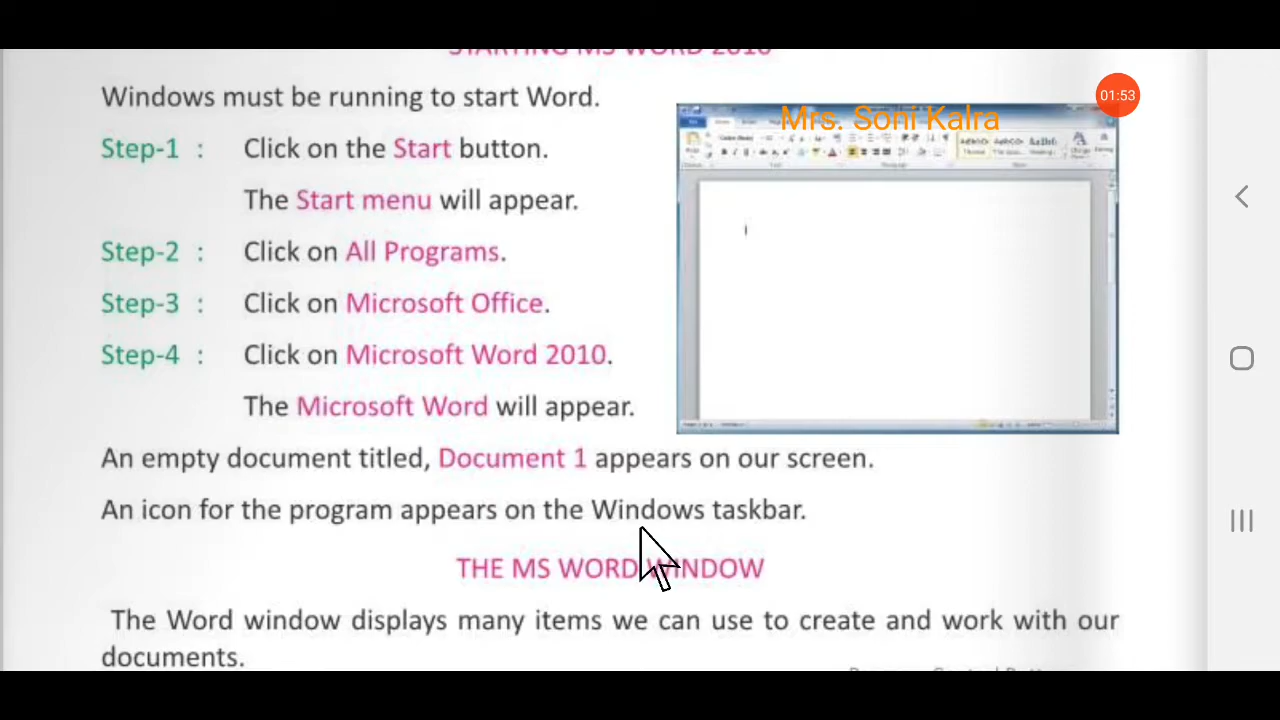 STARTING MS WORD 2010
Windows must be running to start Word.
Mrs. Soni Kalra
01:53
Step-1 : Click on the Start button.
The Start menu will appear.
Step-2 : Click on All Programs.
Step-3 : Click on Microsoft Office.
Step-4 : Click on Microsoft Word 2010.
The Microsoft Word will appear.
An empty document titled, Document 1 appears on our screen.
An icon for the program appears on the Windows taskbar.
THE MS WORD WINDOW
The Word window displays many items we can use to create and work with our
documents.